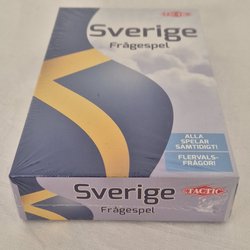 TACTIC
Sverige
Frågespel
ALLA
SPELAR
SAMTIDIGT!
FLERVALS-
FRÅGOR!
Sverige
Frågespel
TACTIC